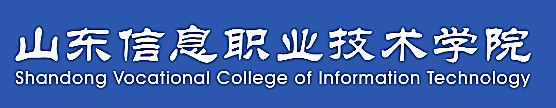 山东信息职业技术学院
Shandong Vocational College of Information Technology